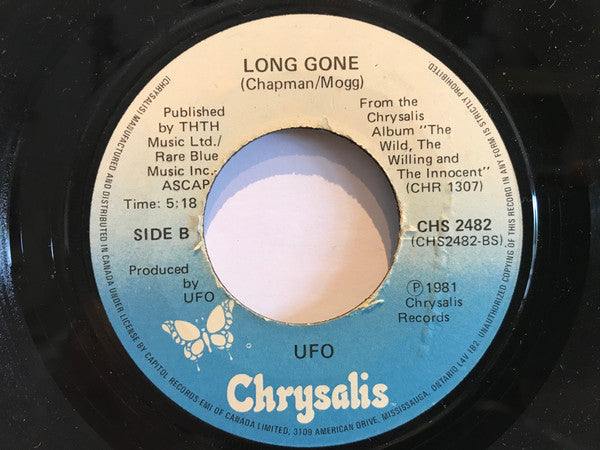 LONG GONE
(Chapman/Mogg)
Published
by THTH
Music Ltd./
Rare Blue
Music Inc.-
ASCAP
Time: 5:18
SIDE B
Produced
by
UFO
From the
Chrysalis
Album "The
Wild, The
Willing and
The Innocent"
(CHR 1307)
CHS 2482
(CHS2482-BS)
Ⓟ 1981
Chrysalis
Records
UFO
Chrysalis
(CHRYSALIS) MANUFACTURED AND DISTRIBUTED IN CANADA UNDER LICENSE BY CAPITOL RECORDS-EMI OF CANADA LIMITED, 3109 AMERICAN DRIVE, MISSISSAUGA, ONTARIO L4V 1B2. UNAUTHORIZED COPYING OF THIS RECORD IN ANY FORM IS STRICTLY PROHIBITED.